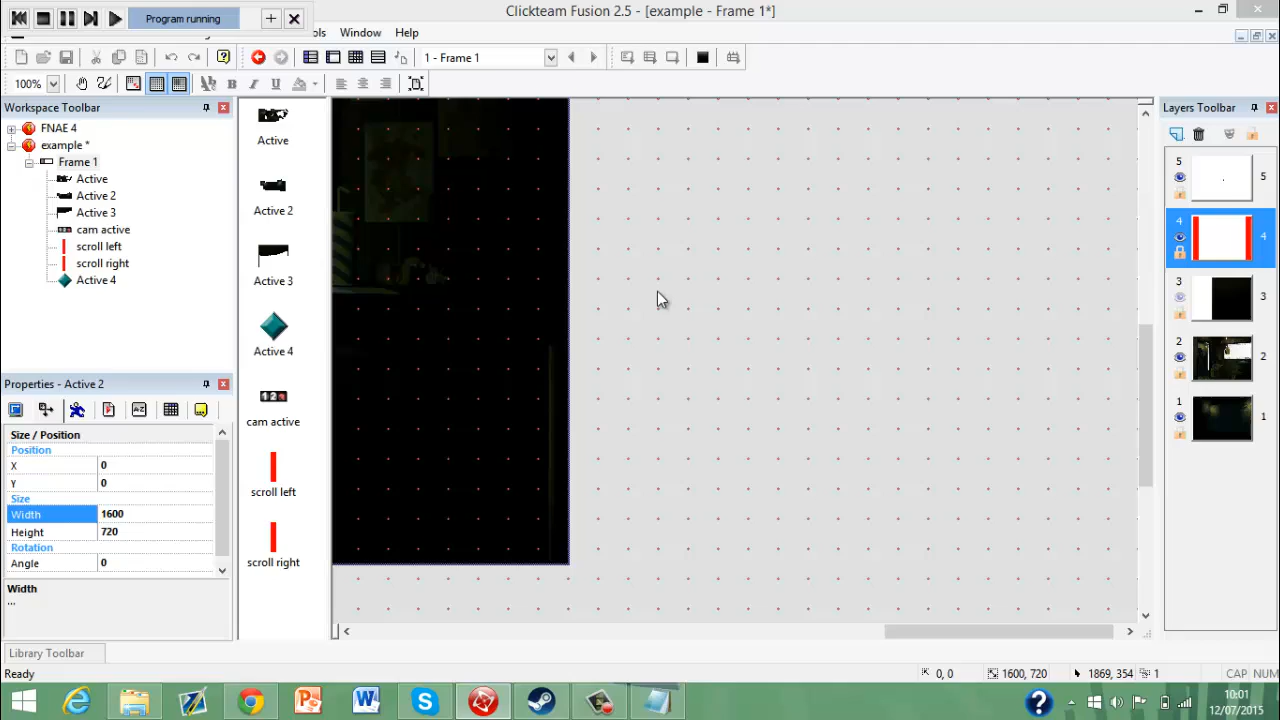 Clickteam Fusion 2.5 - [example - Frame 1*]
Program running
Window
Help
1 - Frame 1
100%
Workspace Toolbar
FNAE 4
example *
Frame 1
Active
Active 2
Active 3
cam active
scroll left
scroll right
Active 4
Active
Active 2
Active 3
Active 4
cam active
scroll left
scroll right
Layers Toolbar
5
5
4
4
3
3
2
2
1
1
Properties - Active 2
Size / Position
Position
X 0
Y 0
Size
Width 1600
Height 720
Rotation
Angle 0
Width
...
Library Toolbar
Ready
0, 0
1600, 720
1869, 354
1
CAP NUM
10:01
12/07/2015